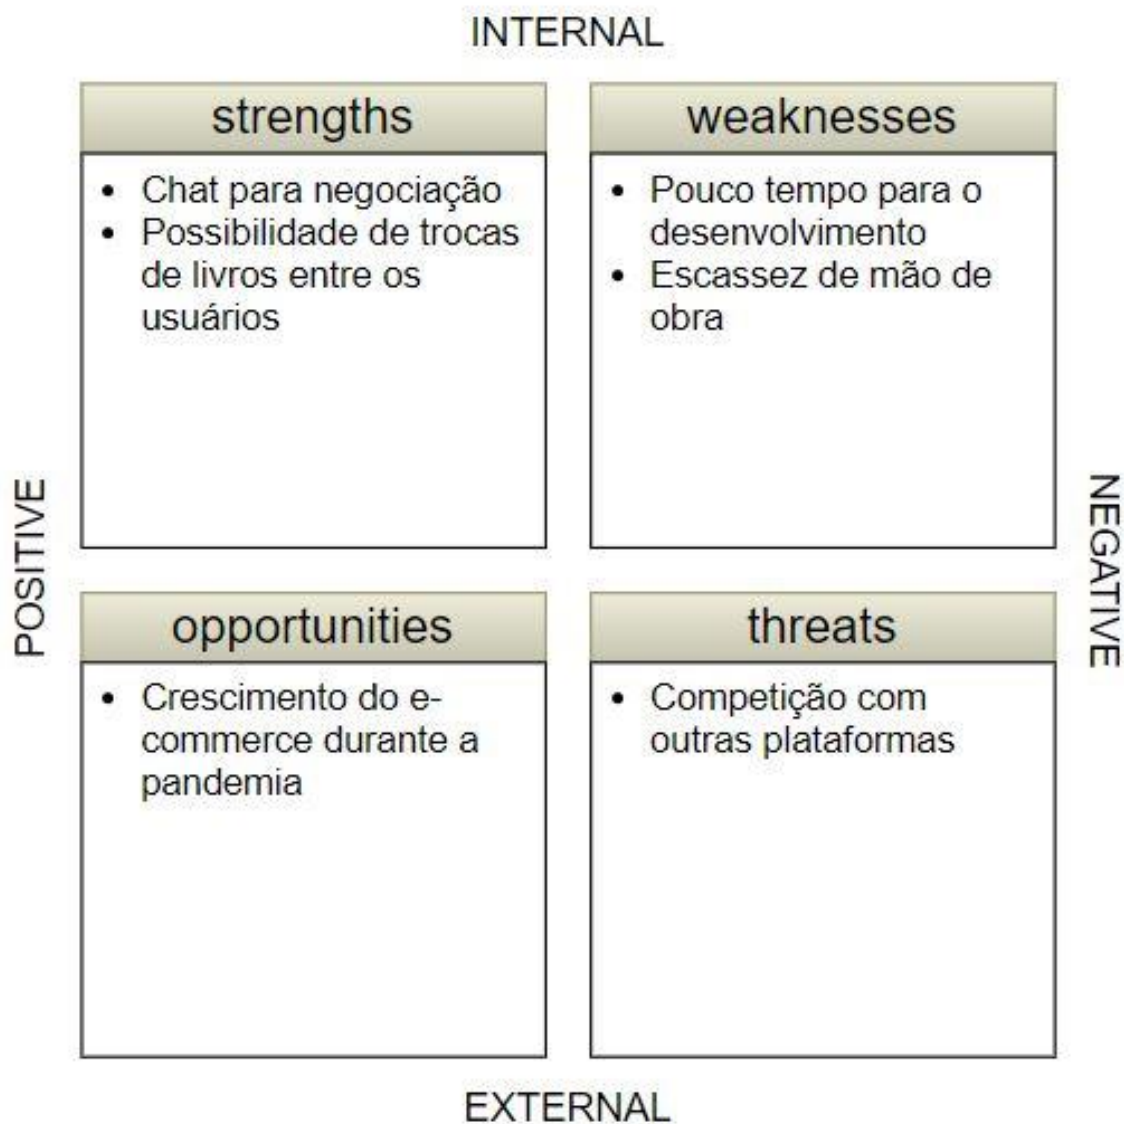 INTERNAL
strengths
• Chat para negociação
• Possibilidade de trocas
de livros entre os
usuários
weaknesses
• Pouco tempo para o
desenvolvimento
• Escassez de mão de
obra
POSITIVE
NEGATIVE
opportunities
• Crescimento do e-
commerce durante a
pandemia
threats
• Competição com
outras plataformas
EXTERNAL